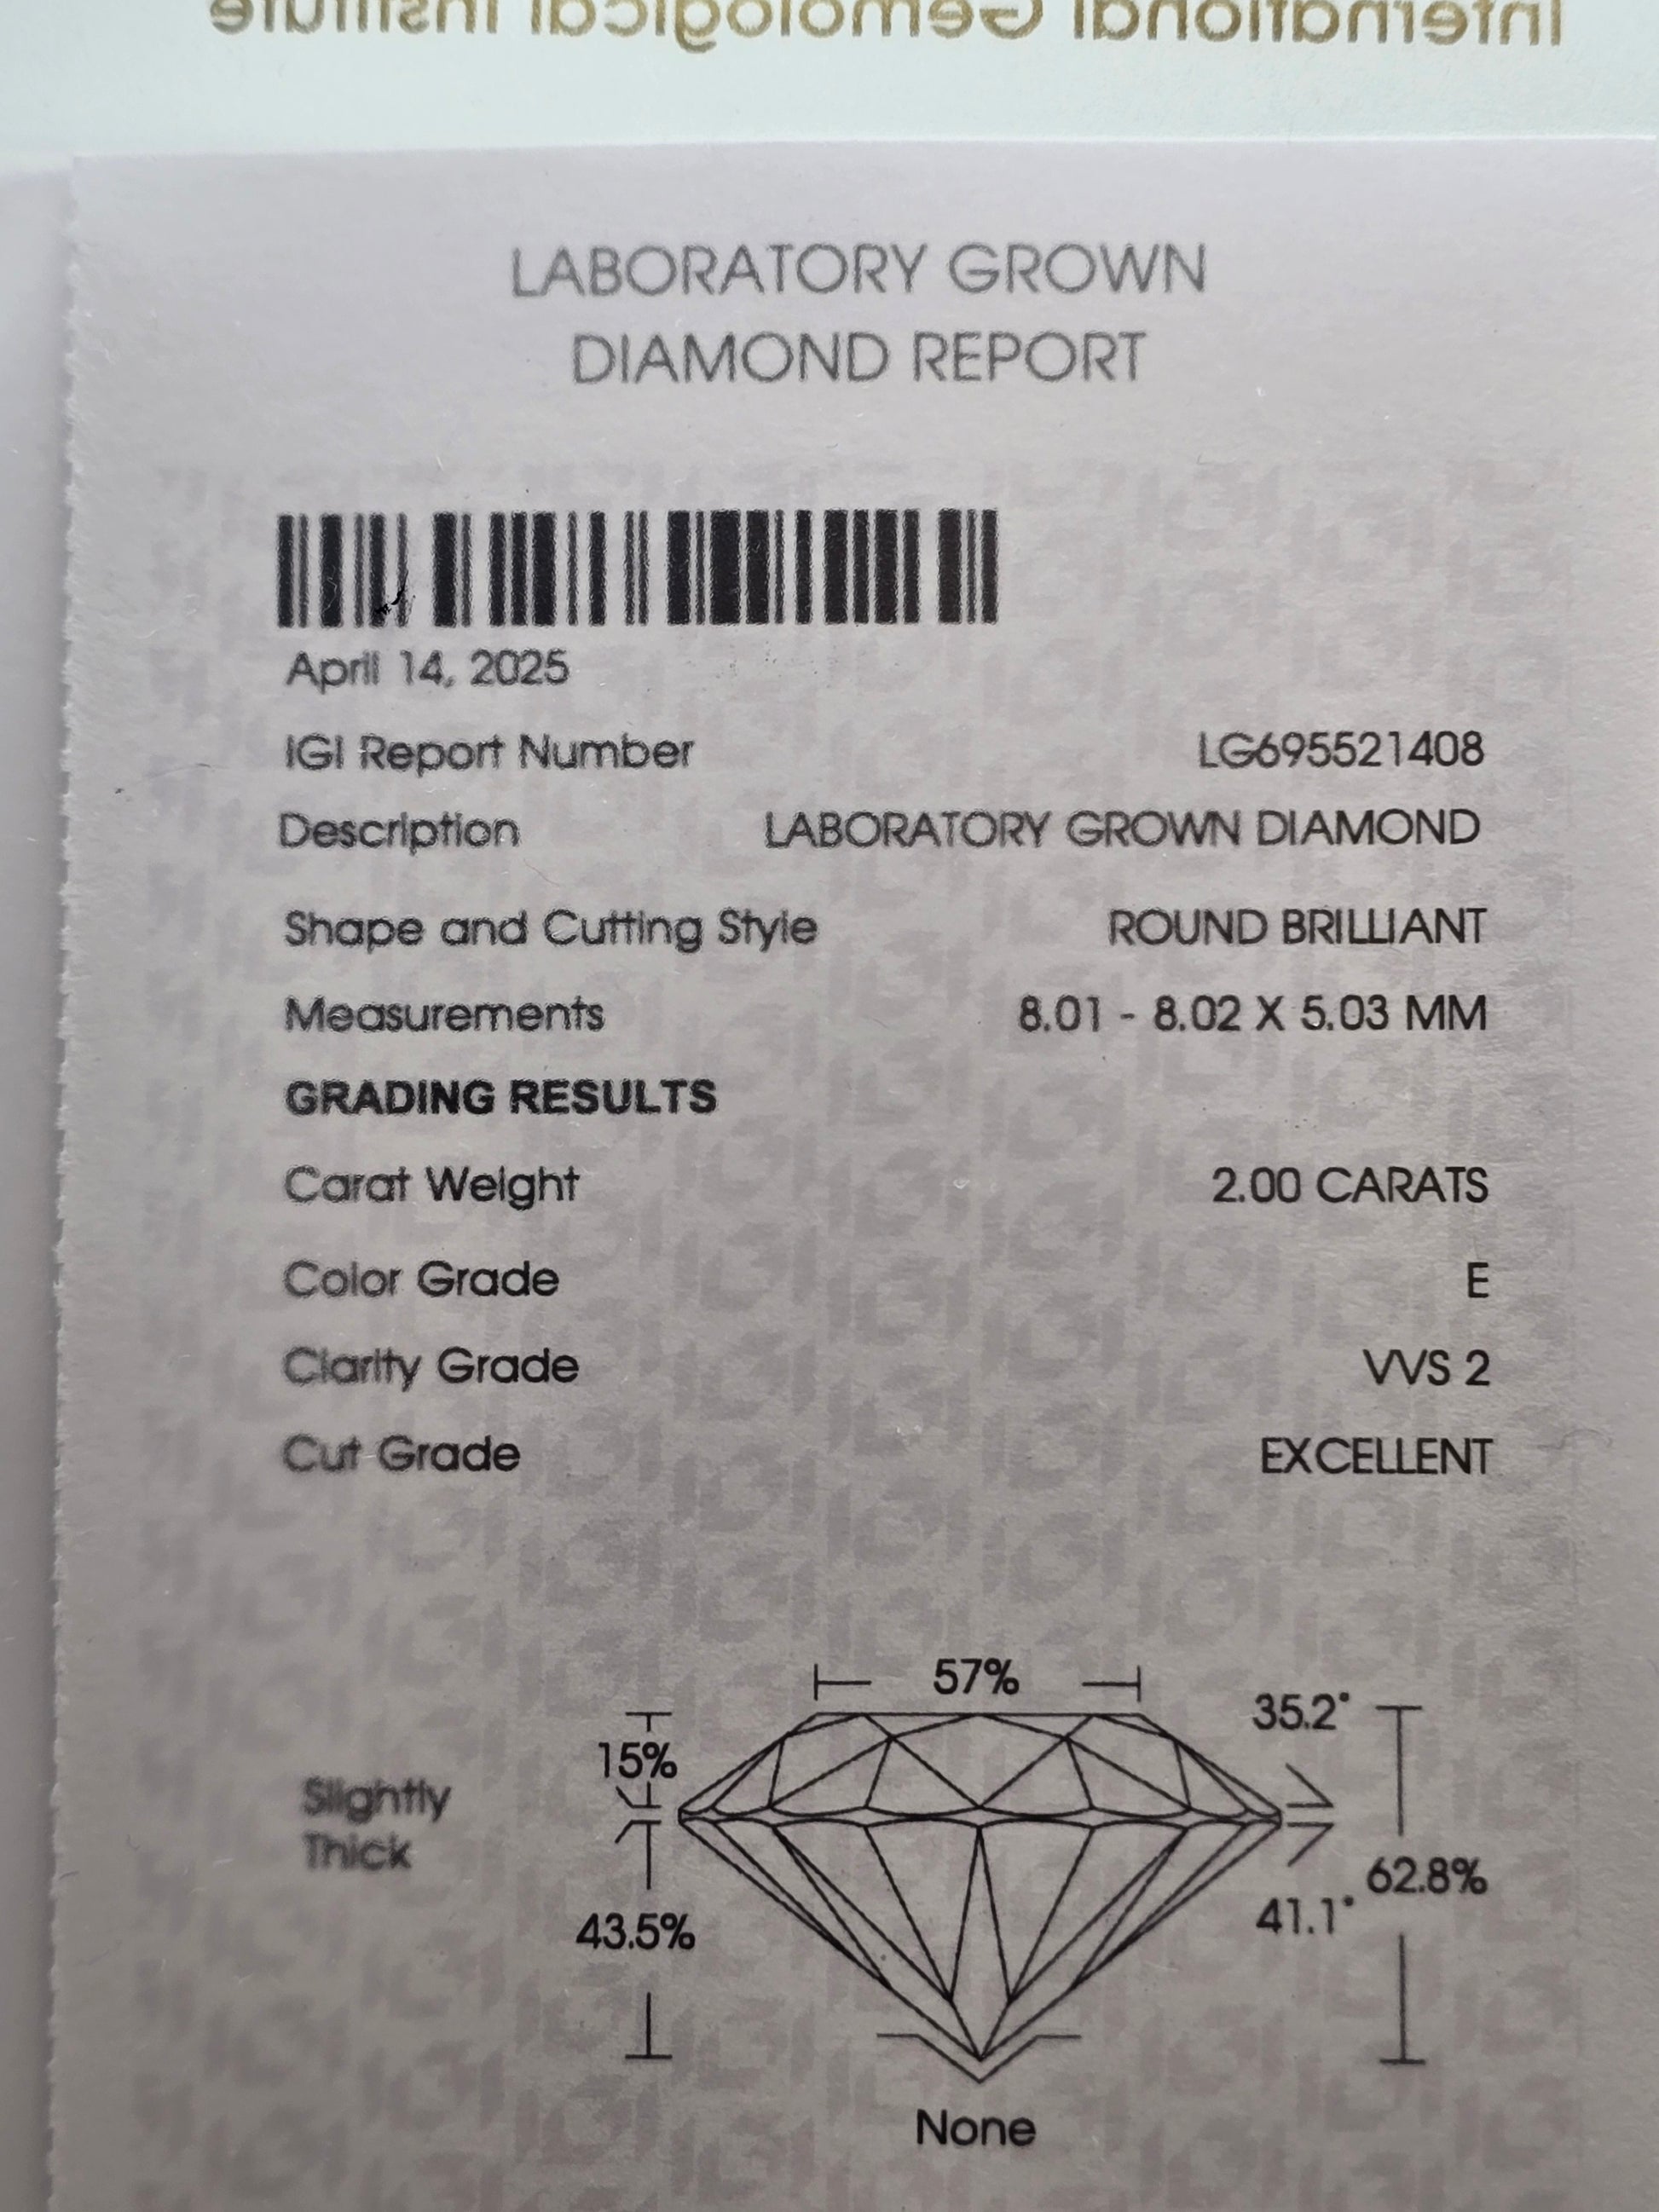 International Gemological Institute
LABORATORY GROWN
DIAMOND REPORT
April 14, 2025
IGI Report Number LG695521408
Description LABORATORY GROWN DIAMOND
Shape and Cutting Style ROUND BRILLIANT
Measurements 8.01 - 8.02 X 5.03 MM
GRADING RESULTS
Carat Weight 2.00 CARATS
Color Grade E
Clarity Grade VVS 2
Cut Grade EXCELLENT
57%
35.2°
15%
Slightly
Thick
62.8%
41.1°
43.5%
None